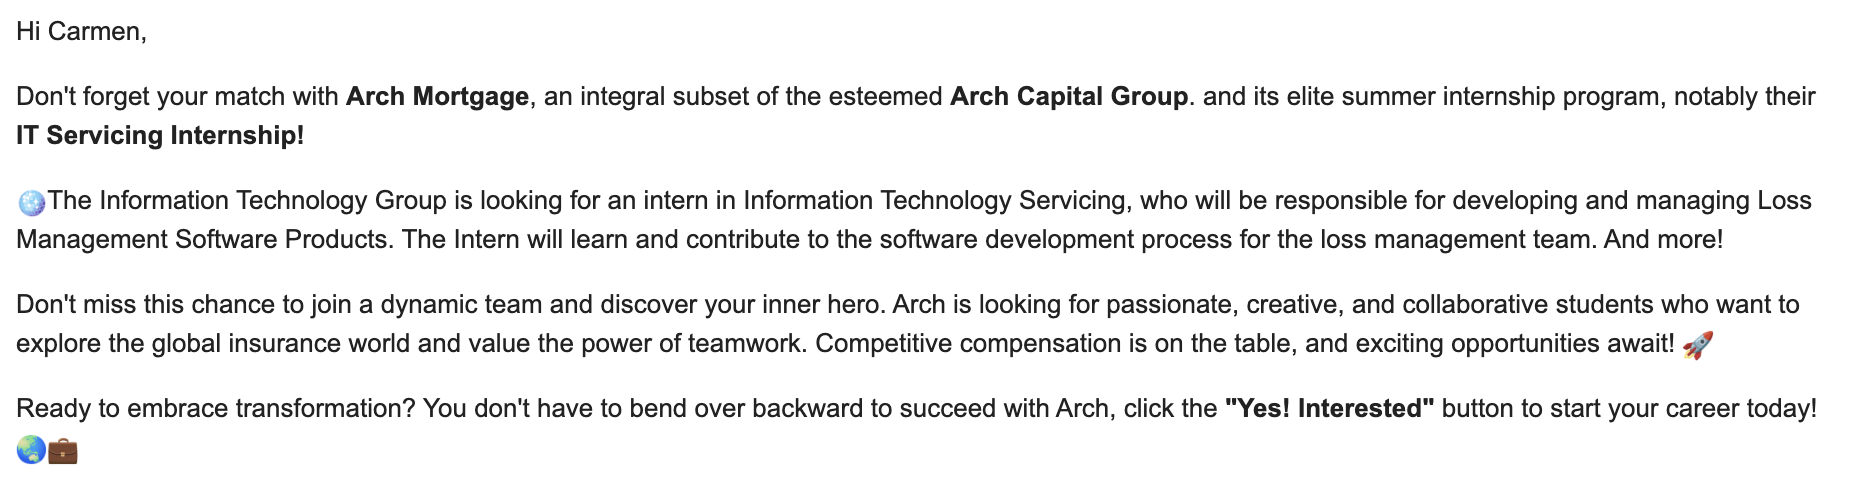 Hi Carmen,
Don't forget your match with Arch Mortgage, an integral subset of the esteemed Arch Capital Group. and its elite summer internship program, notably their
IT Servicing Internship!
The Information Technology Group is looking for an intern in Information Technology Servicing, who will be responsible for developing and managing Loss
Management Software Products. The Intern will learn and contribute to the software development process for the loss management team. And more!
Don't miss this chance to join a dynamic team and discover your inner hero. Arch is looking for passionate, creative, and collaborative students who want to
explore the global insurance world and value the power of teamwork. Competitive compensation is on the table, and exciting opportunities await! 🚀
Ready to embrace transformation? You don't have to bend over backward to succeed with Arch, click the "Yes! Interested" button to start your career today!
🌏💼